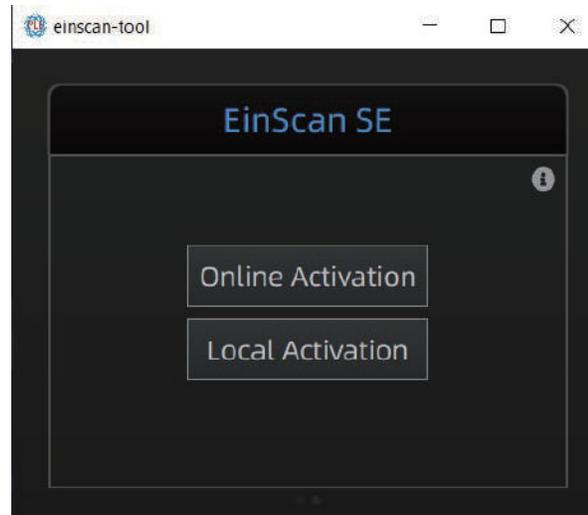 einscan-tool
EinScan SE
Online Activation
Local Activation